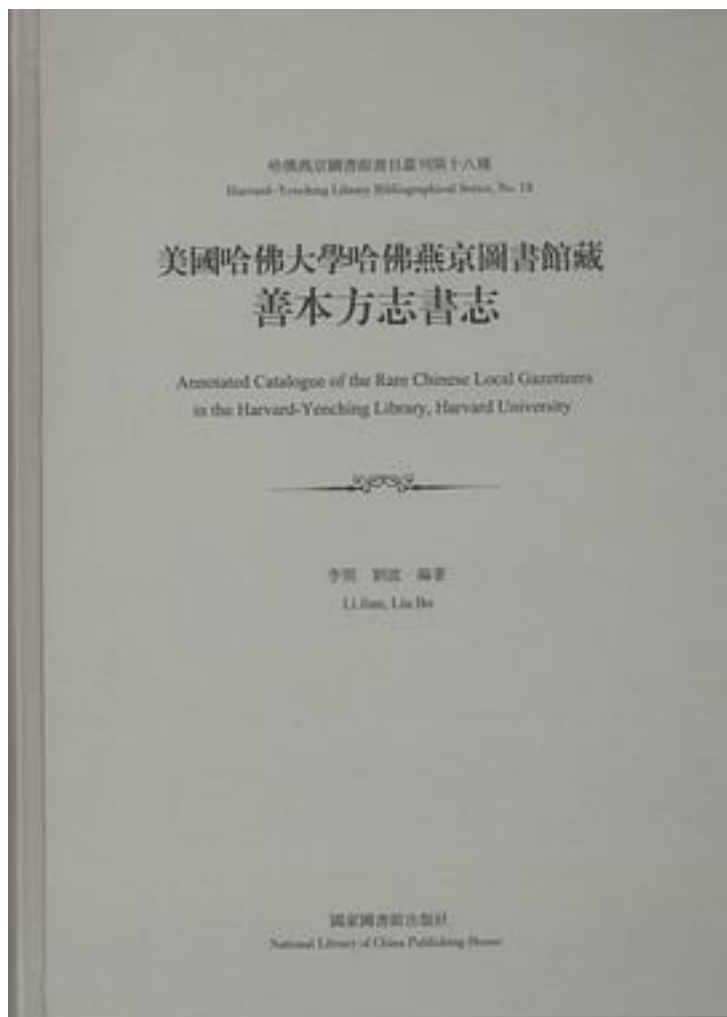 哈佛燕京圖書館書目叢刊第十八種
Harvard-Yenching Library Bibliographical Series, No. 18
美國哈佛大學哈佛燕京圖書館藏
善本方志書志
Annotated Catalogue of the Rare Chinese Local Gazetteers
in the Harvard-Yenching Library, Harvard University
李堅 劉波 編著
Li Jian, Liu Bo
國家圖書館出版社
National Library of China Publishing House